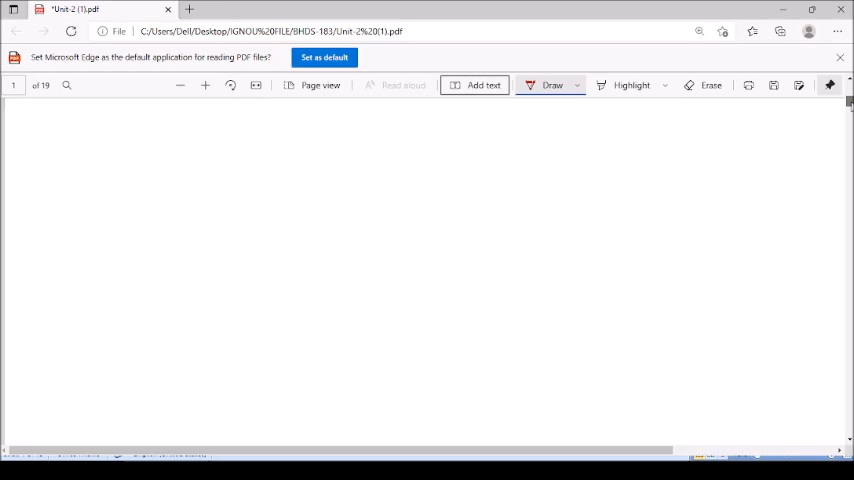 *Unit-2 (1).pdf
File C:/Users/Dell/Desktop/IGNOU%20FILE/BHDS-183/Unit-2%20(1).pdf
Set Microsoft Edge as the default application for reading PDF files? Set as default
1 of 19 Page view Read aloud Add text Draw Highlight Erase